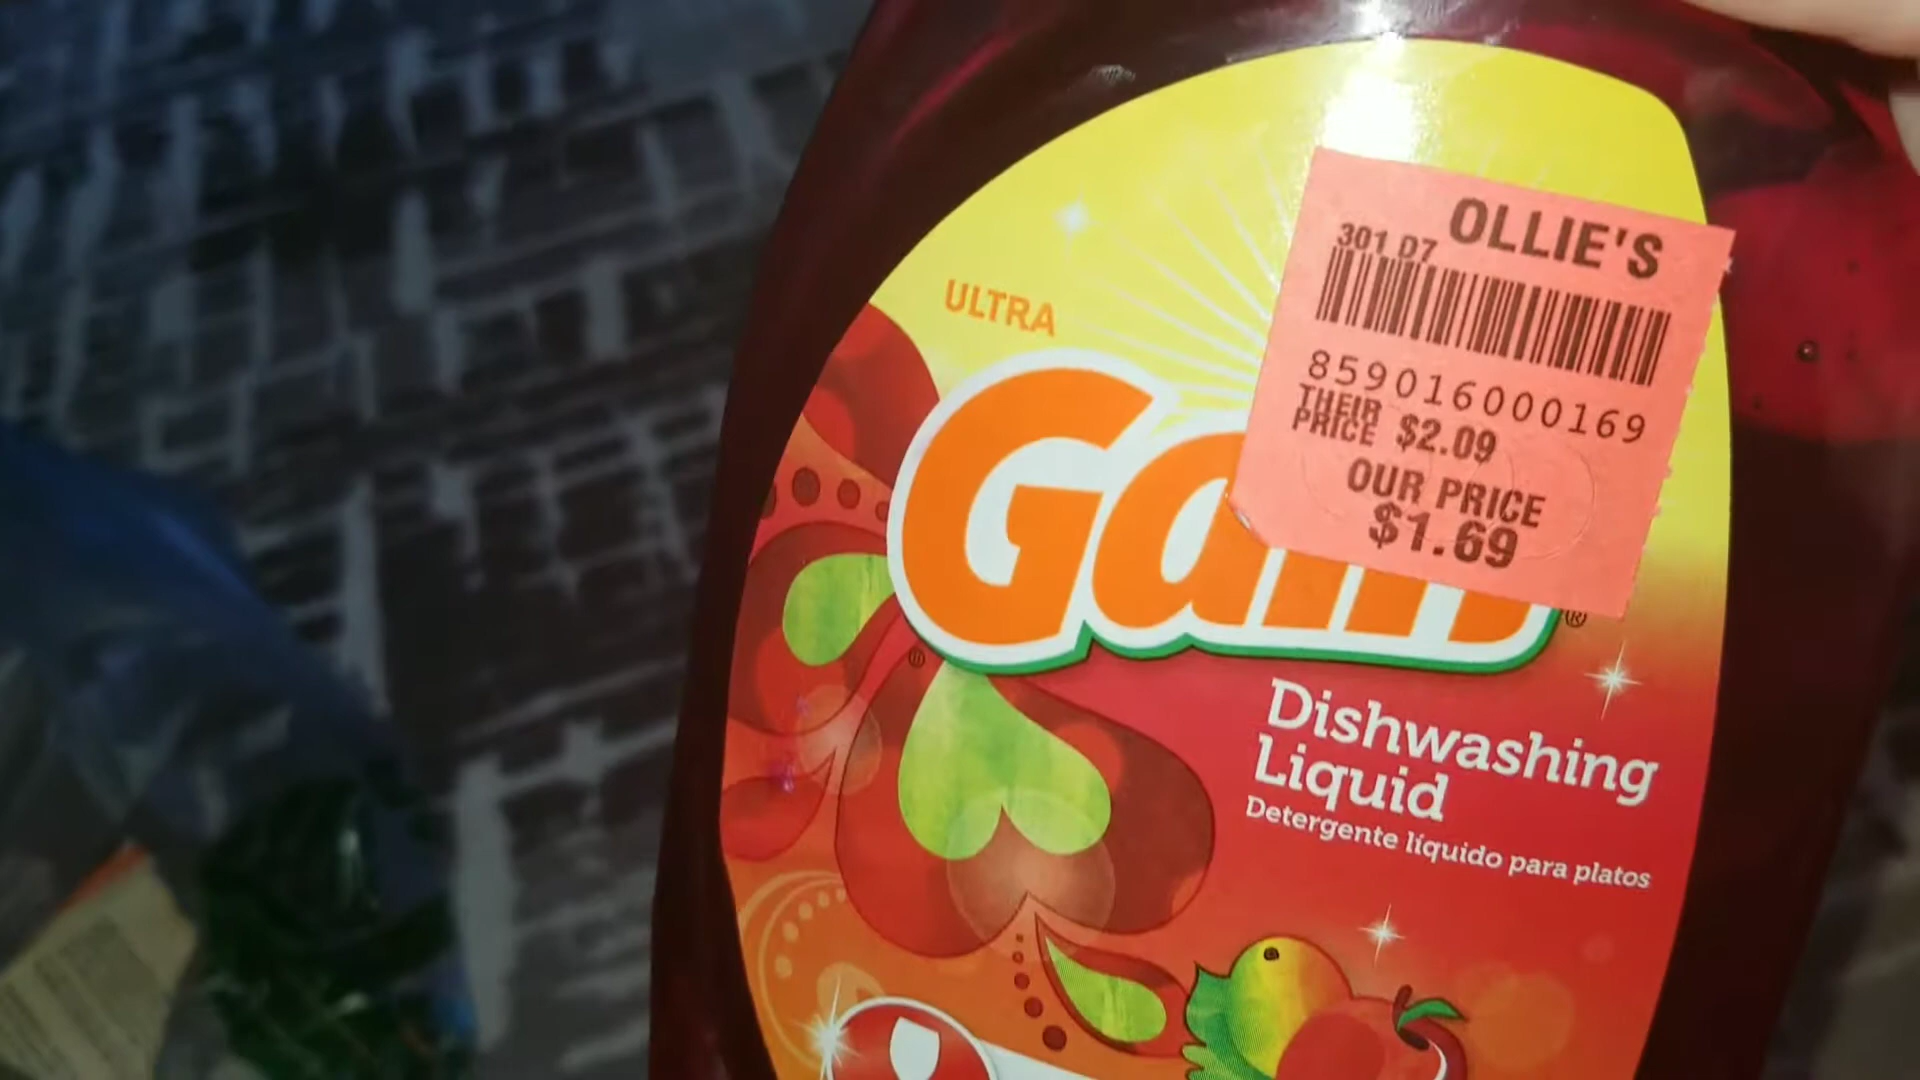 OLLIE'S
301 D7
859016000169
THEIR
PRICE $2.09
OUR PRICE
$1.69
ULTRA
Gain
®
®
Dishwashing
Liquid
Detergente líquido para platos